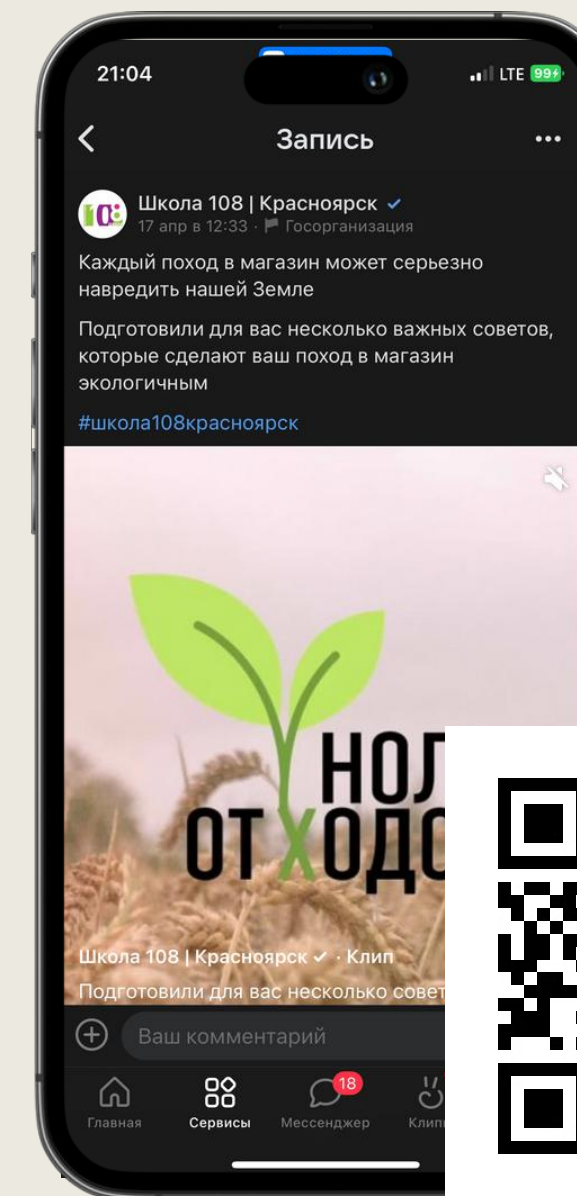 21:04
LTE 99
Запись
Школа 108 | Красноярск
17 апр в 12:33 · Госорганизация
Каждый поход в магазин может серьезно
навредить нашей Земле
Подготовили для вас несколько важных советов,
которые сделают ваш поход в магазин
экологичным
#школа108красноярск
НОЛ
ОТХОДО
Школа 108 | Красноярск · Клип
Подготовили для вас несколько совет
Ваш комментарий
18
Главная Сервисы Мессенджер Клип